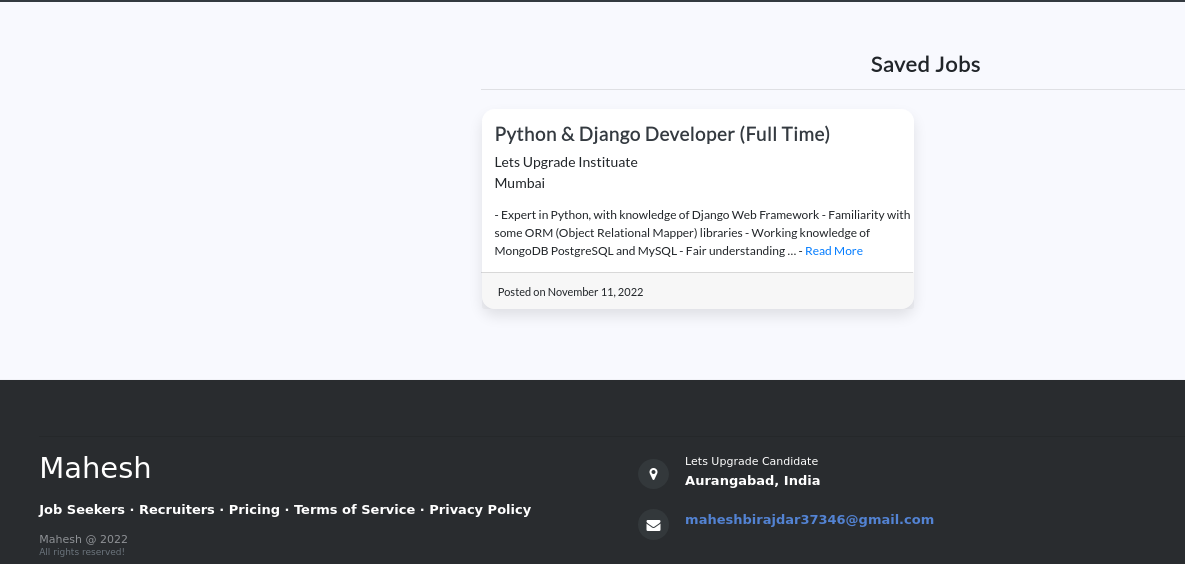 Saved Jobs
Python & Django Developer (Full Time)
Lets Upgrade Instituate
Mumbai
- Expert in Python, with knowledge of Django Web Framework - Familiarity with
some ORM (Object Relational Mapper) libraries - Working knowledge of
MongoDB PostgreSQL and MySQL - Fair understanding ... - Read More
Posted on November 11, 2022
Mahesh
Job Seekers · Recruiters · Pricing · Terms of Service · Privacy Policy
Mahesh @ 2022
All rights reserved!
Lets Upgrade Candidate
Aurangabad, India
maheshbirajdar37346@gmail.com